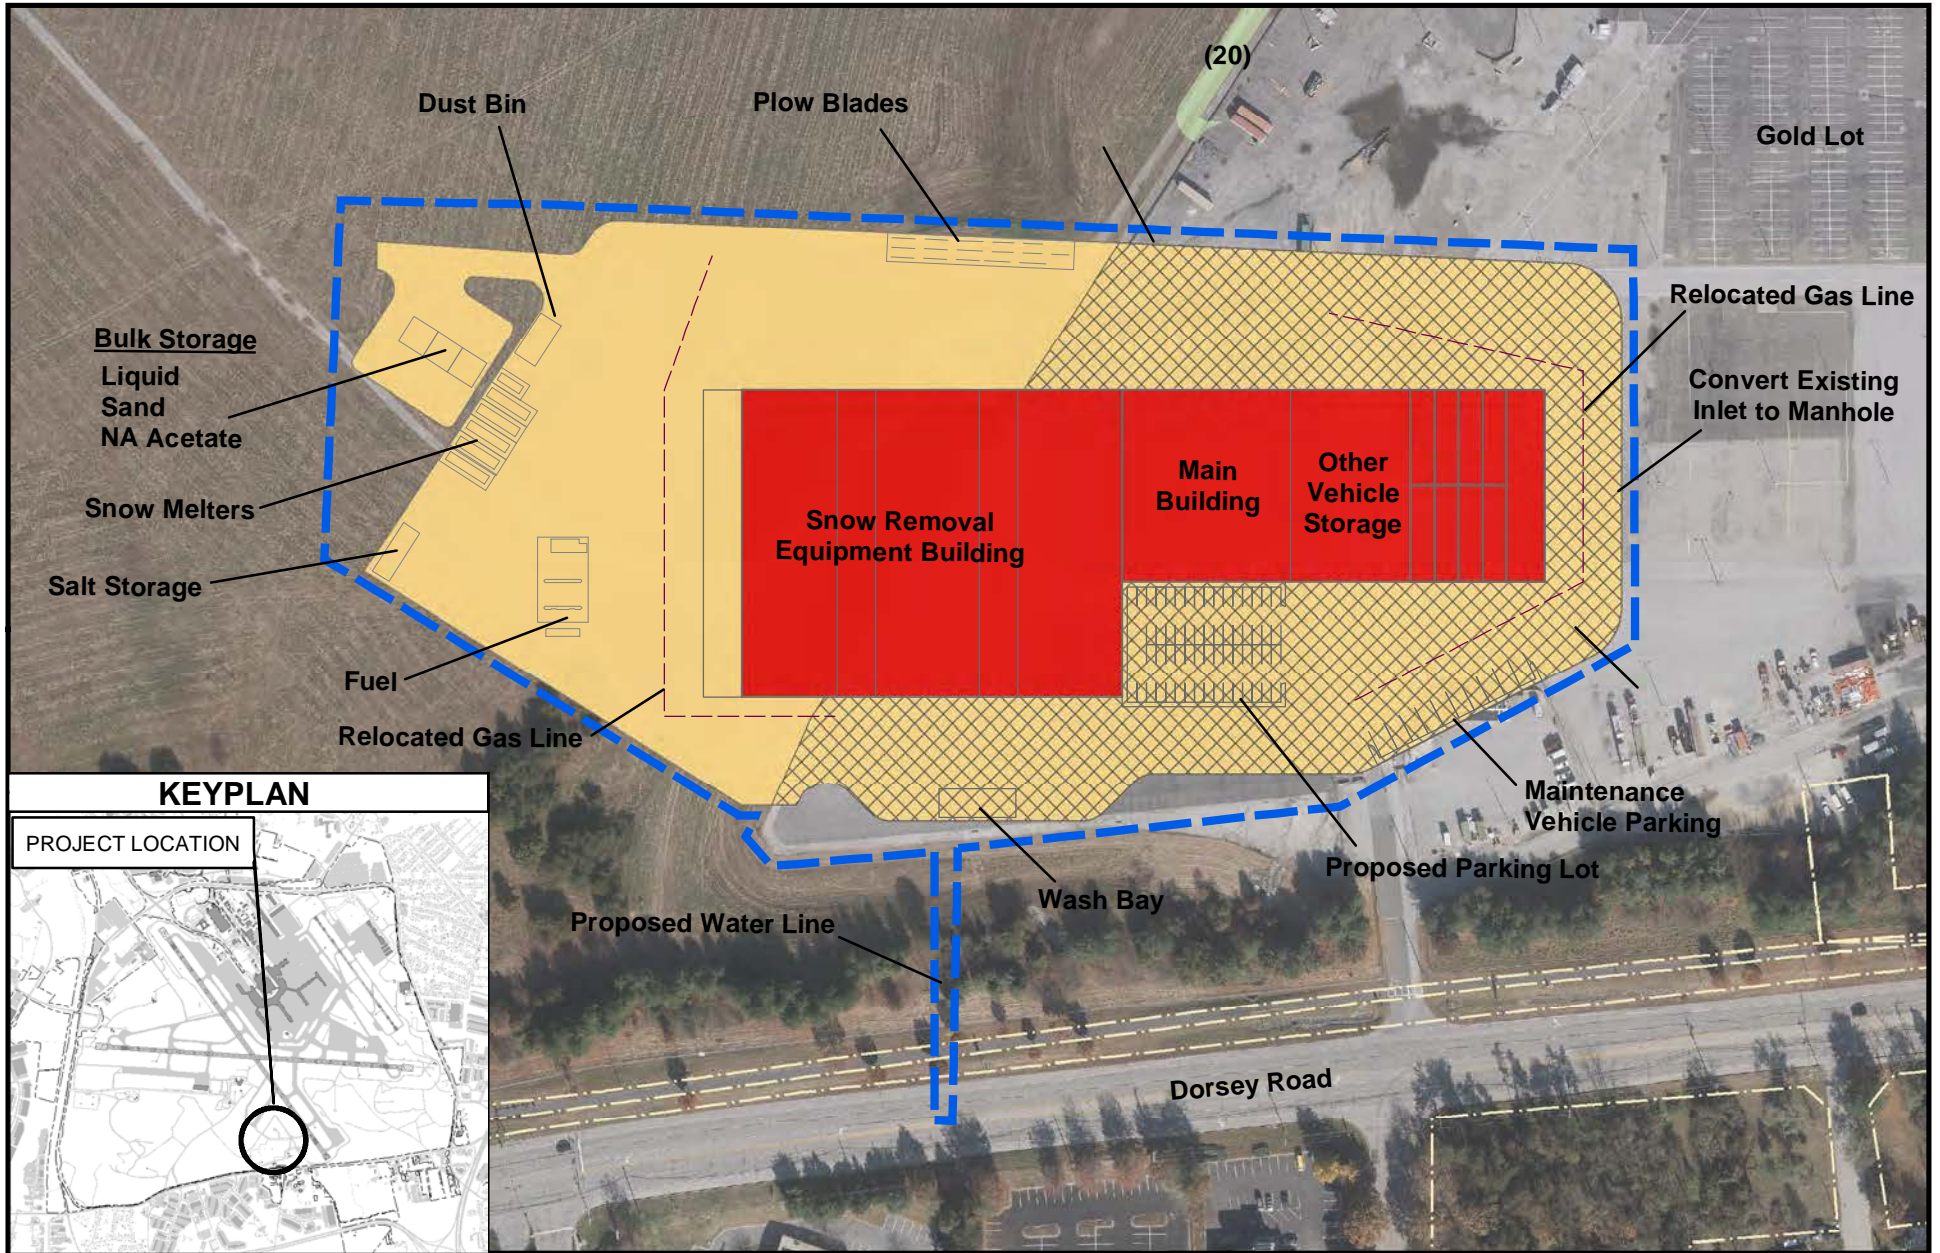 (20)
Dust Bin
Plow Blades
Gold Lot
Relocated Gas Line
Bulk Storage
Liquid
Sand
NA Acetate
Convert Existing
Inlet to Manhole
Main
Building
Other
Vehicle
Storage
Snow Melters
Snow Removal
Equipment Building
Salt Storage
Fuel
Relocated Gas Line
Maintenance
Vehicle Parking
Proposed Parking Lot
Wash Bay
Proposed Water Line
Dorsey Road
KEYPLAN
PROJECT LOCATION